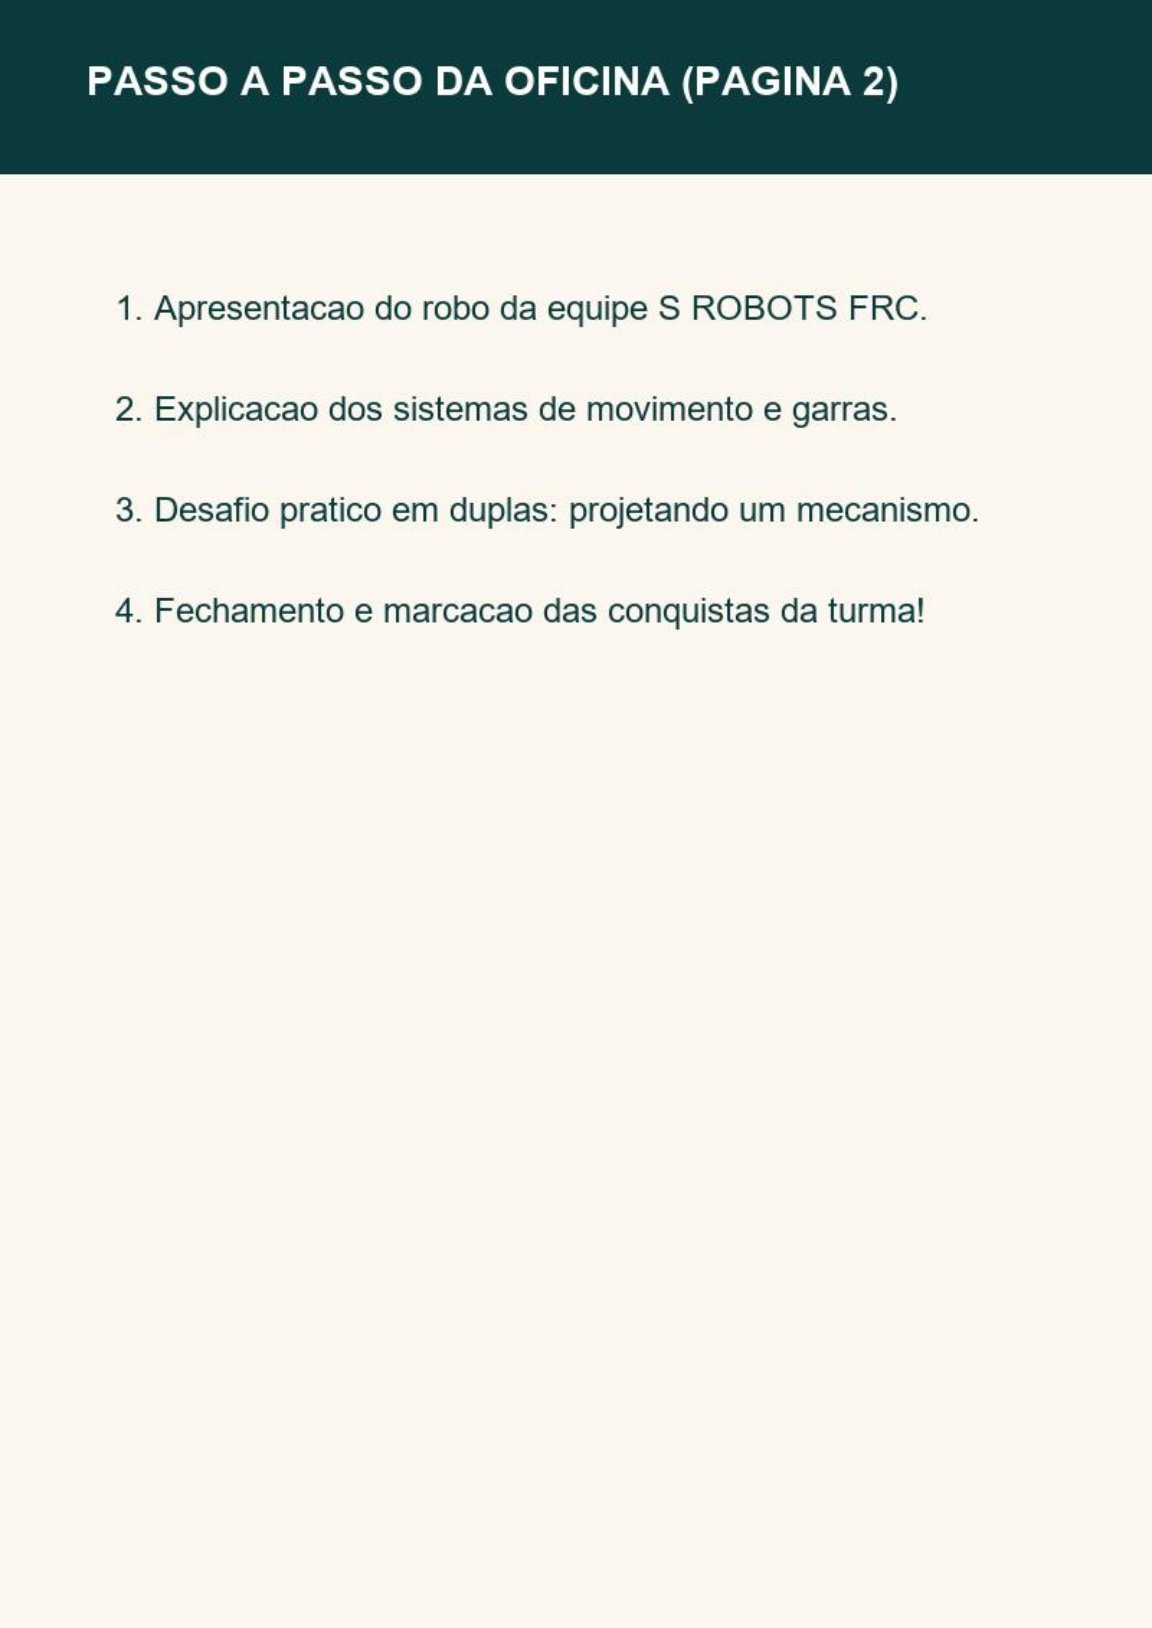 PASSO A PASSO DA OFICINA (PAGINA 2)
1. Apresentacao do robo da equipe S ROBOTS FRC.
2. Explicacao dos sistemas de movimento e garras.
3. Desafio pratico em duplas: projetando um mecanismo.
4. Fechamento e marcacao das conquistas da turma!